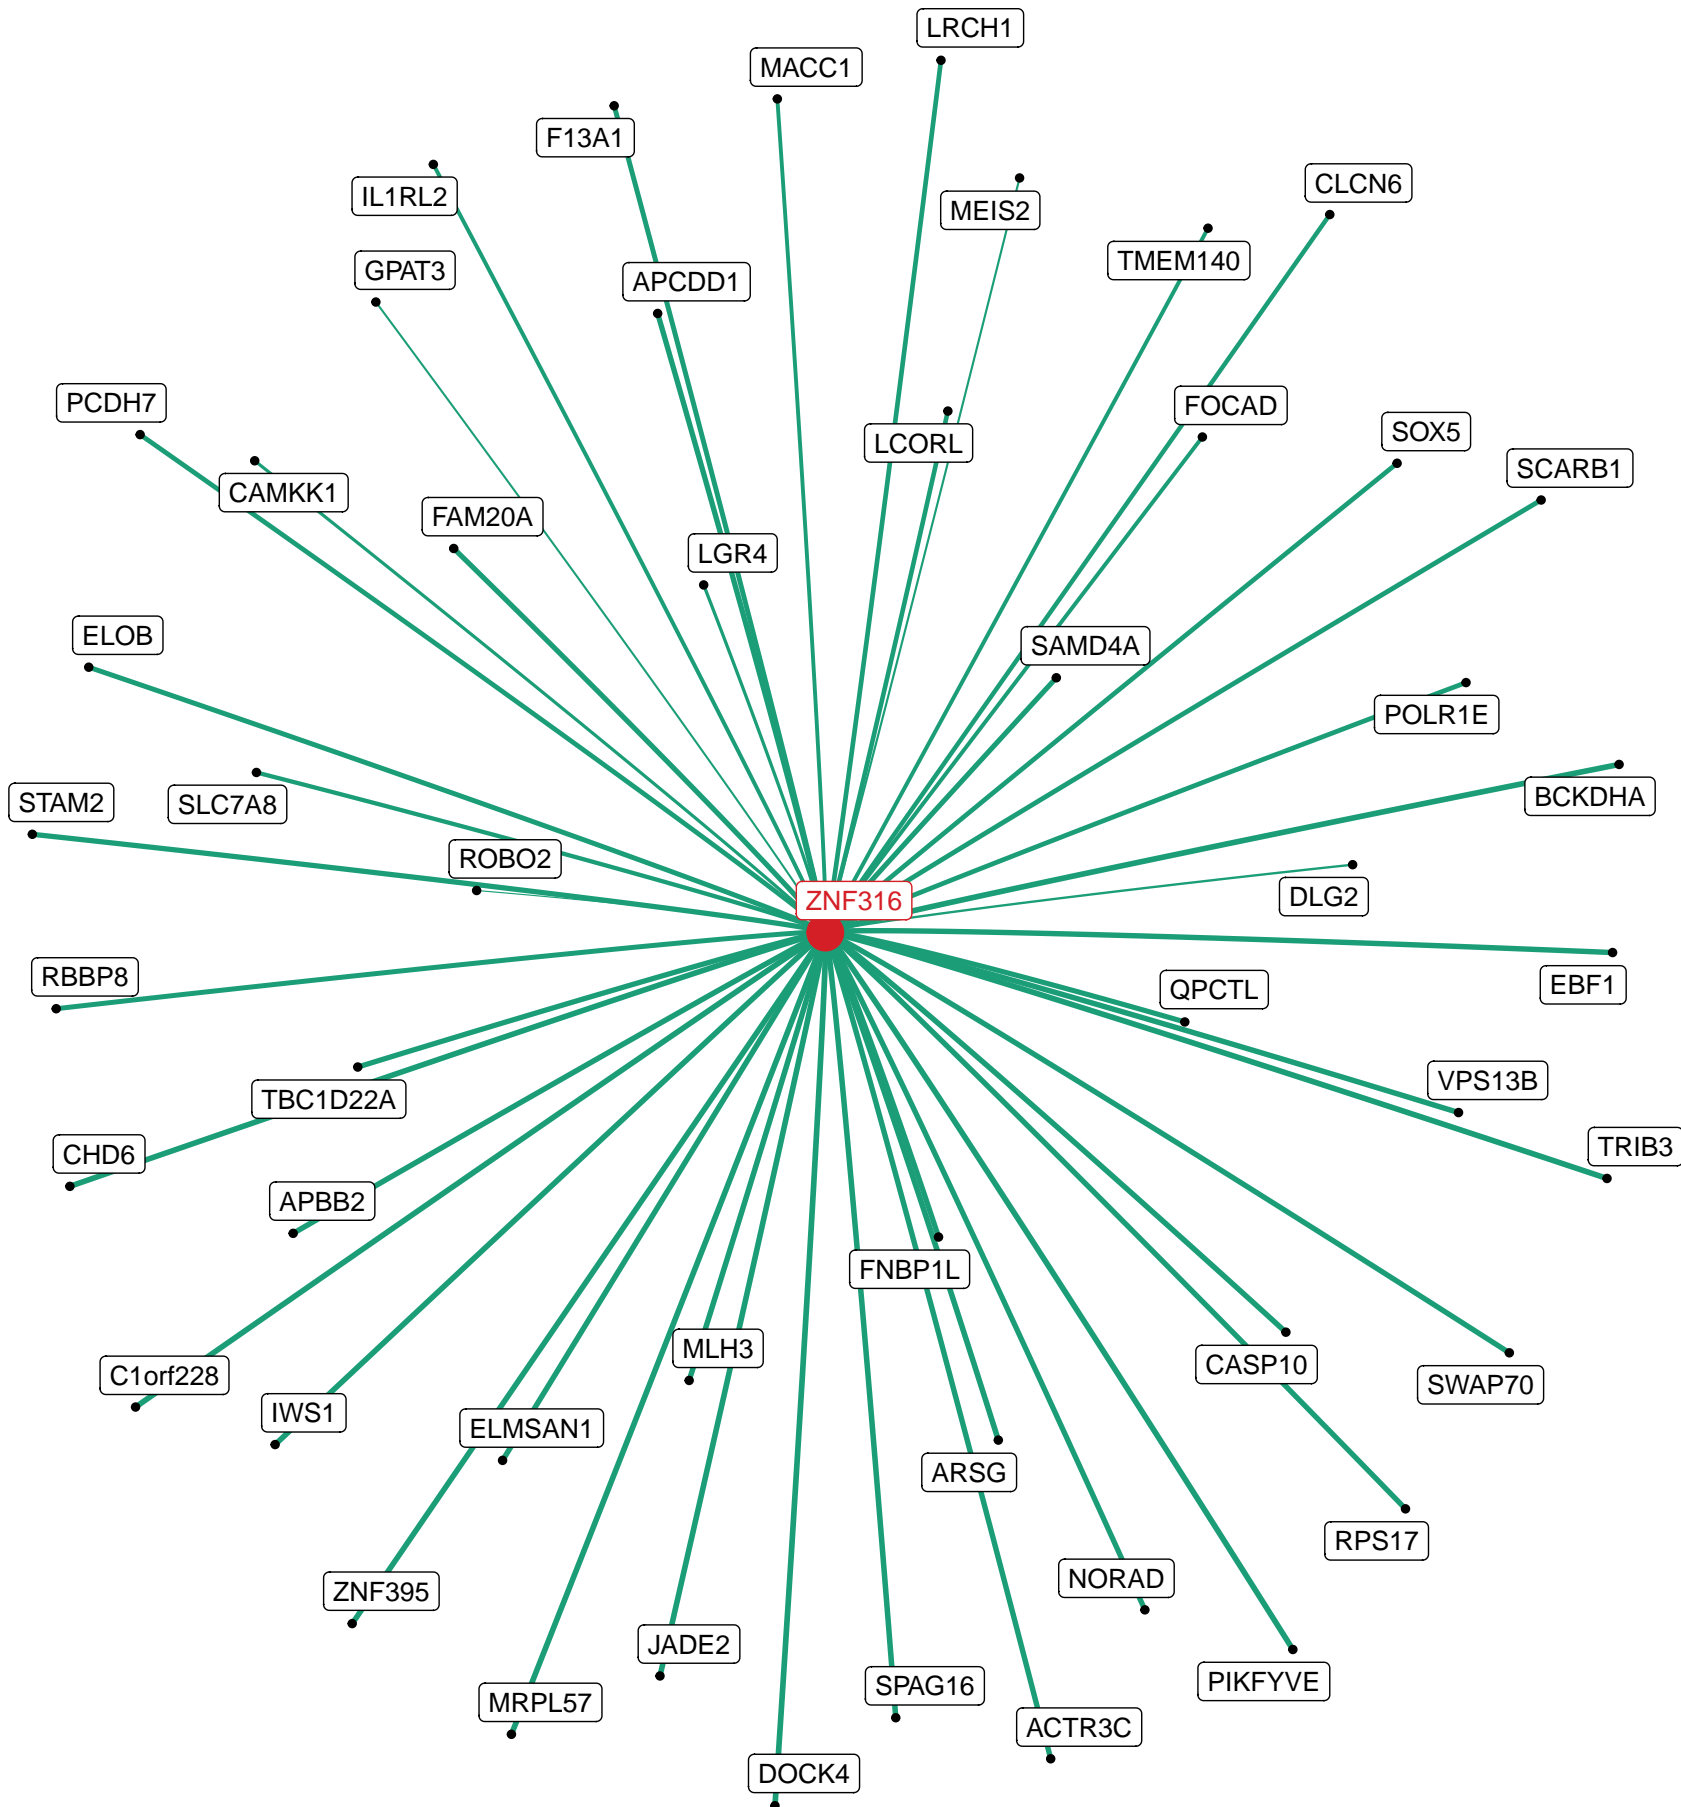 LRCH1
MACC1
F13A1
CLCN6
IL1RL2
MEIS2
TMEM140
GPAT3
APCDD1
PCDH7
FOCAD
SOX5
LCORL
SCARB1
CAMKK1
FAM20A
LGR4
ELOB
SAMD4A
POLR1E
STAM2
SLC7A8
BCKDHA
ROBO2
ZNF316
DLG2
RBBP8
QPCTL
EBF1
VPS13B
TBC1D22A
CHD6
TRIB3
APBB2
FNBP1L
MLH3
CASP10
C1orf228
SWAP70
IWS1
ELMSAN1
ARSG
RPS17
NORAD
ZNF395
JADE2
PIKFYVE
SPAG16
MRPL57
ACTR3C
DOCK4